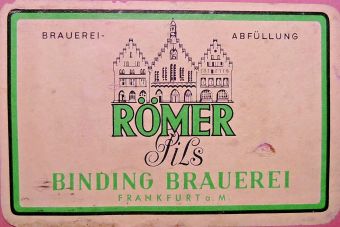 BRAUEREI- ABFÜLLUNG
RÖMER
Pils
BINDING BRAUEREI
FRANKFURT a. M.